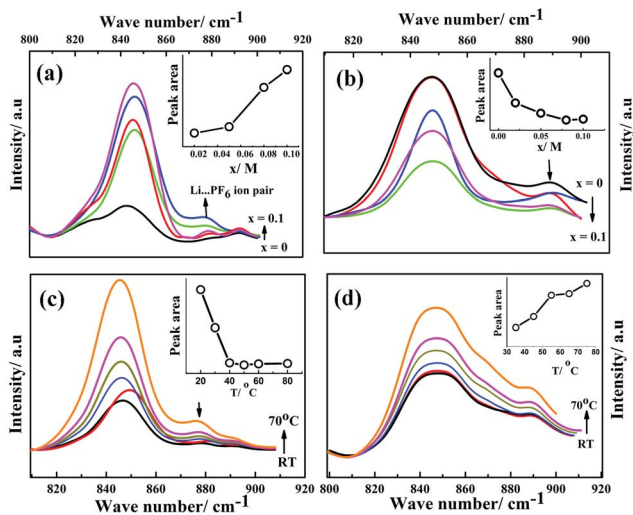 Wave number/ cm-1
800 820 840 860 880 900 920
Intensity/ a.u
(a)
Peak area
0.02 0.04 0.06 0.08 0.10
x/ M
Li...PF6 ion pair
x = 0.1
x = 0
Wave number/ cm-1
820 840 860 880 900
(b)
Peak area
0.00 0.05 0.10
x/ M
x = 0
x = 0.1
Intensity/ a.u
Intensity/ a.u
(c)
Peak area
20 40 60 80
T/ °C
70°C
RT
800 820 840 860 880 900 920
Wave number/ cm-1
(d)
Peak area
30 40 50 60 70 80
T/ °C
70°C
RT
Intensity/ a.u
800 820 840 860 880 900 920
Wave number/ cm-1